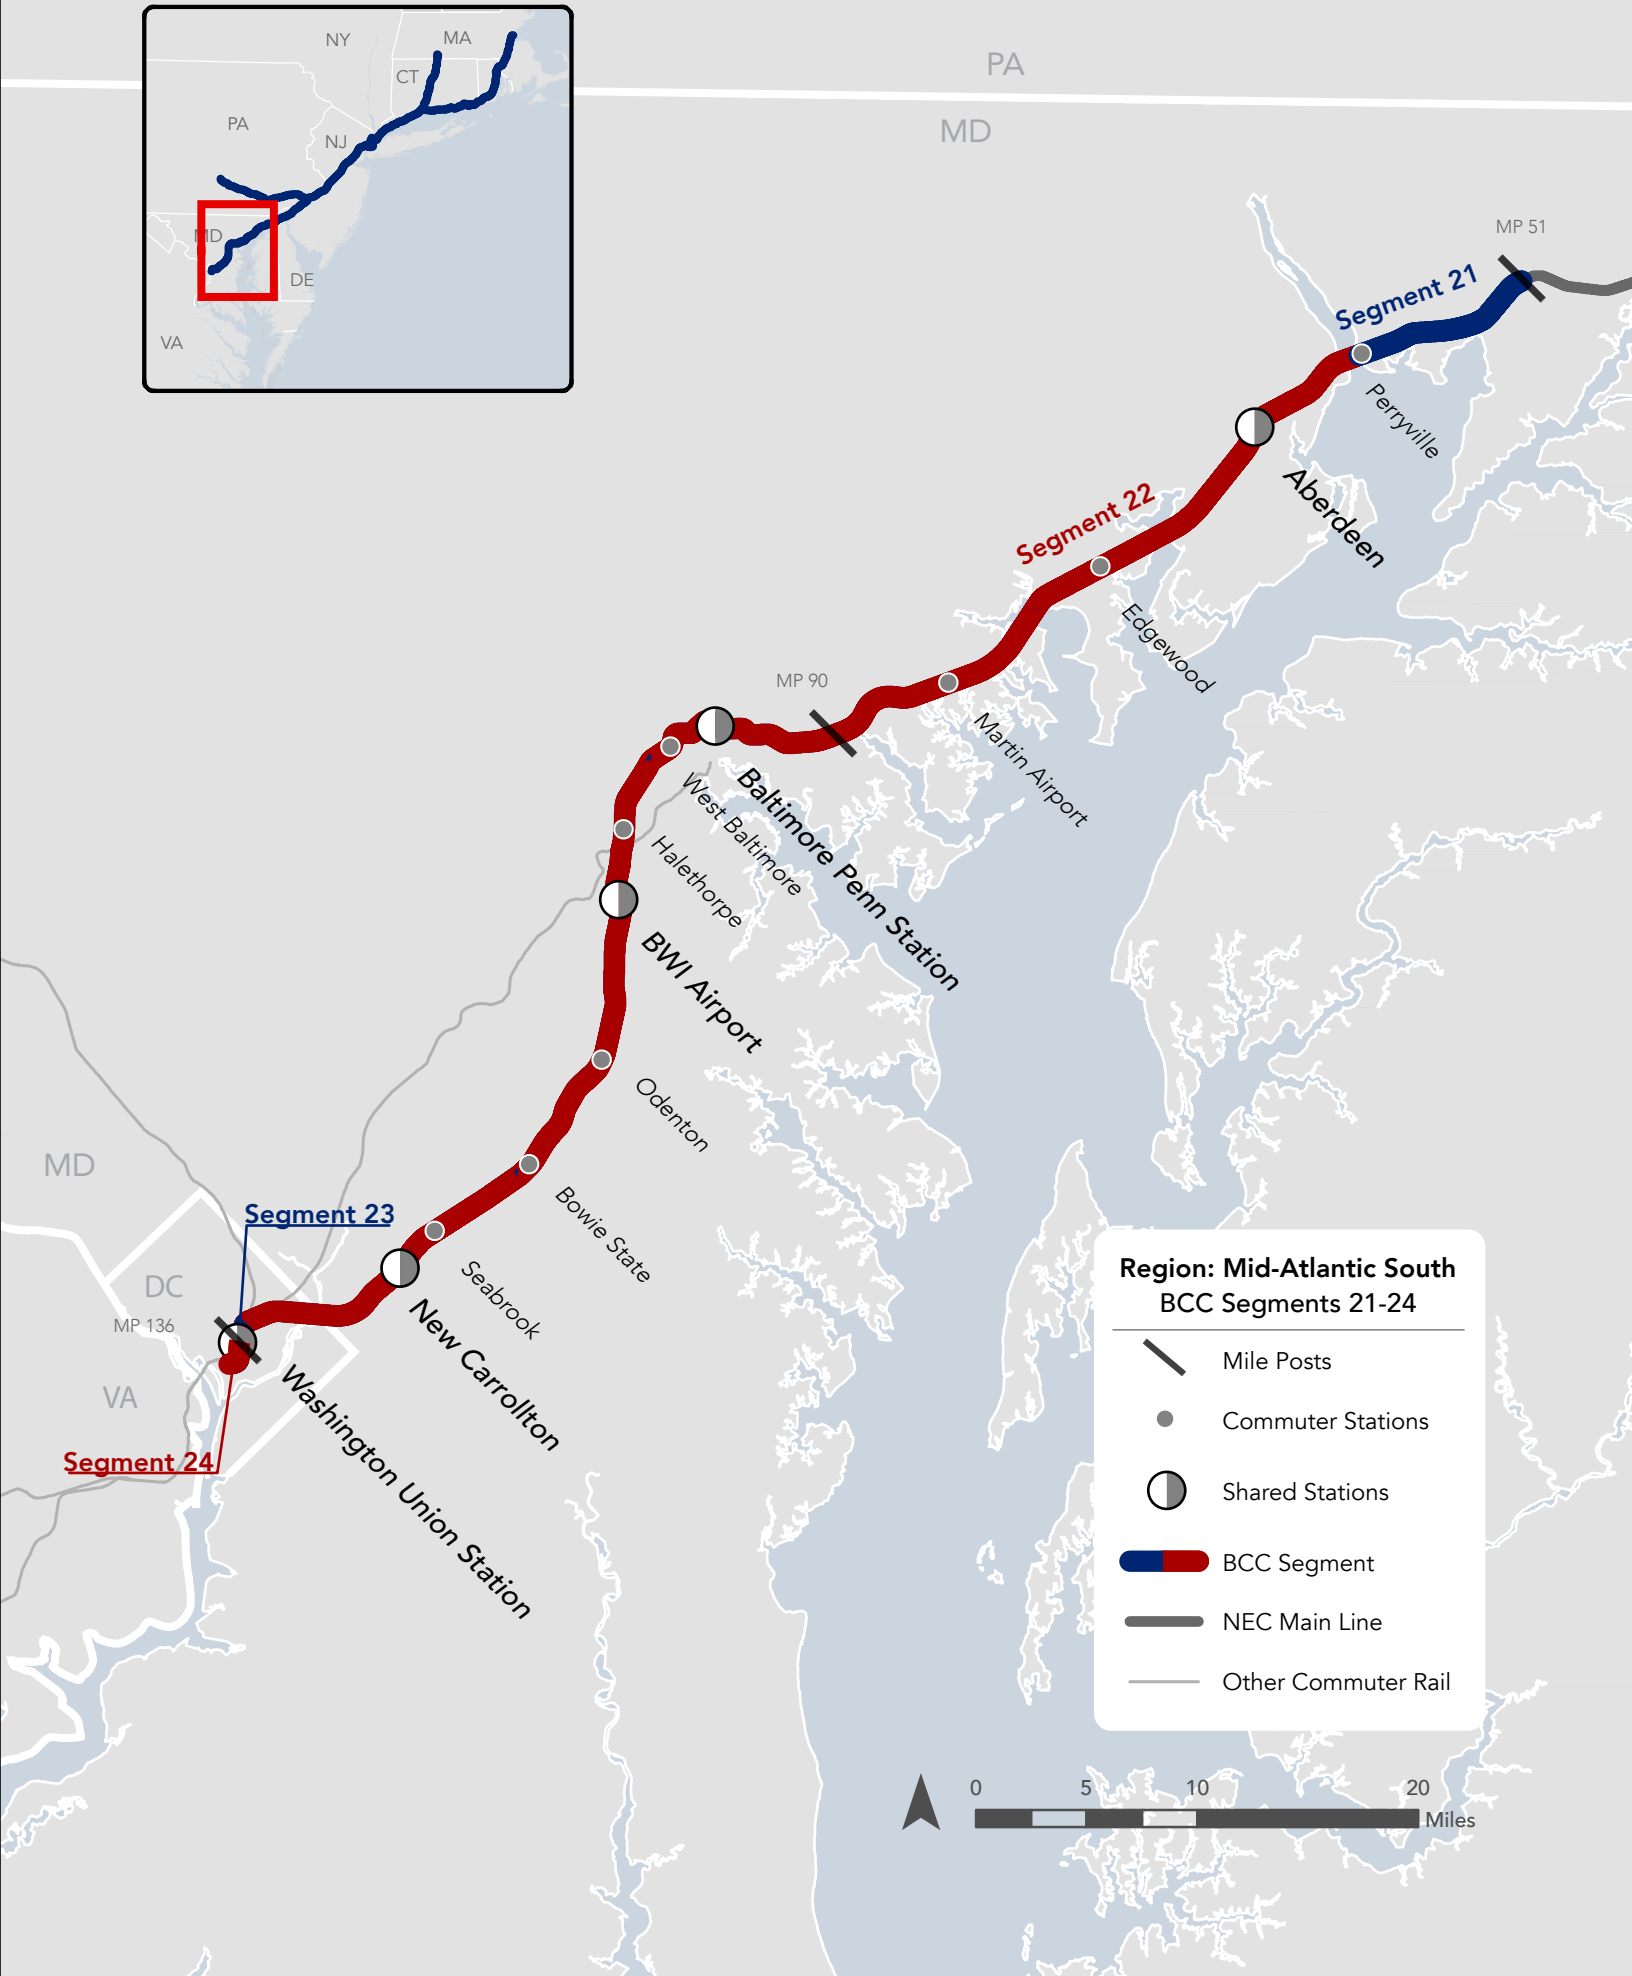 NY
MA
CT
PA
NJ
MD
DE
VA
PA
MD
MP 51
Segment 21
Perryville
Aberdeen
Segment 22
Edgewood
MP 90
Martin Airport
Baltimore Penn Station
West Baltimore
Halethorpe
BWI Airport
Odenton
MD
Bowie State
Segment 23
Seabrook
DC
MP 136
New Carrollton
VA
Washington Union Station
Segment 24
Region: Mid-Atlantic South
BCC Segments 21-24
Mile Posts
Commuter Stations
Shared Stations
BCC Segment
NEC Main Line
Other Commuter Rail
0 5 10 20
Miles